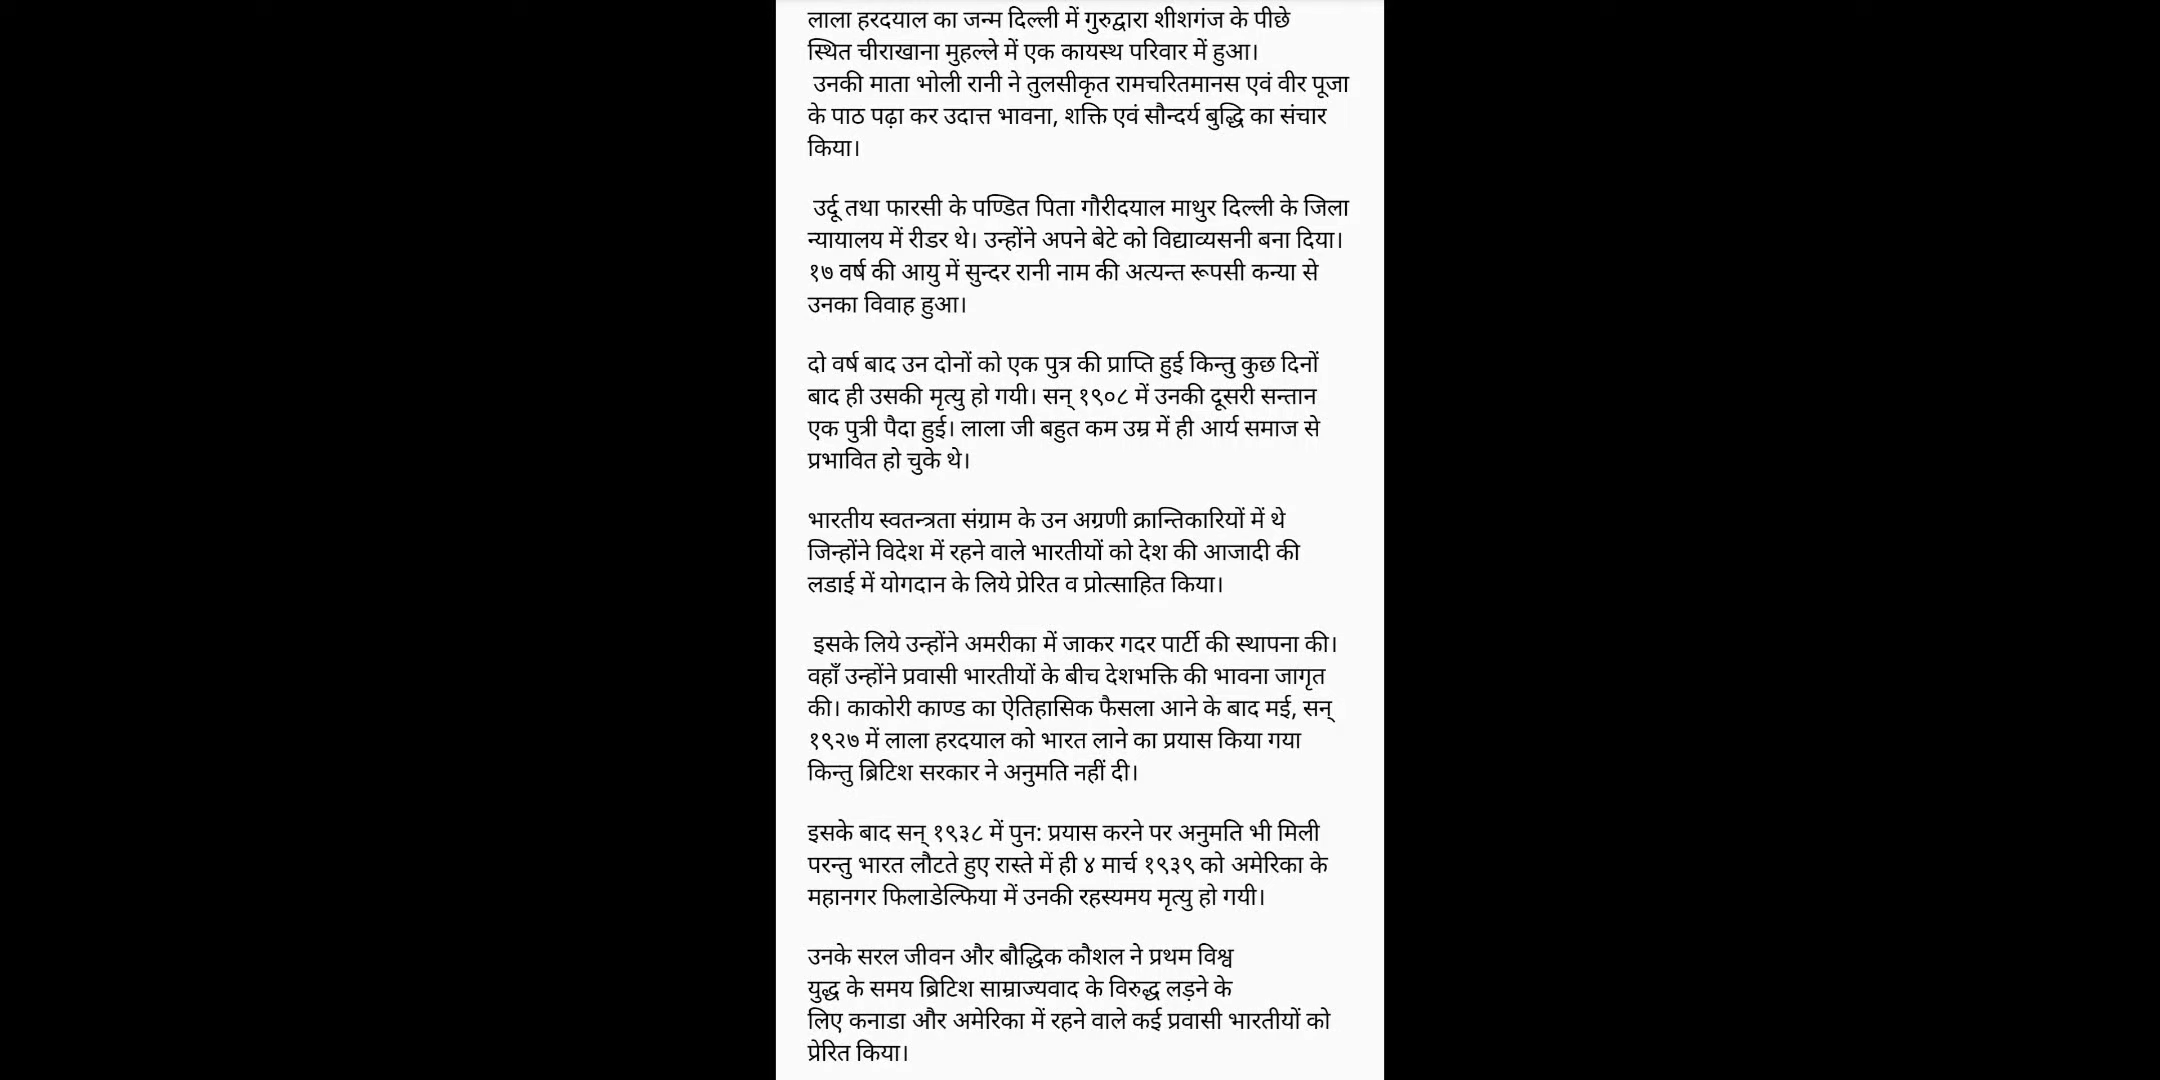 लाला हरदयाल का जन्म दिल्ली में गुरुद्वारा शीशगंज के पीछे
स्थित चीराखाना मुहल्ले में एक कायस्थ परिवार में हुआ।
उनकी माता भोली रानी ने तुलसीकृत रामचरितमानस एवं वीर पूजा
के पाठ पढ़ा कर उदात्त भावना, शक्ति एवं सौन्दर्य बुद्धि का संचार
किया।
उर्दू तथा फारसी के पण्डित पिता गौरीदयाल माथुर दिल्ली के जिला
न्यायालय में रीडर थे। उन्होंने अपने बेटे को विद्याव्यसनी बना दिया।
१७ वर्ष की आयु में सुन्दर रानी नाम की अत्यन्त रूपसी कन्या से
उनका विवाह हुआ।
दो वर्ष बाद उन दोनों को एक पुत्र की प्राप्ति हुई किन्तु कुछ दिनों
बाद ही उसकी मृत्यु हो गयी। सन् १९०८ में उनकी दूसरी सन्तान
एक पुत्री पैदा हुई। लाला जी बहुत कम उम्र में ही आर्य समाज से
प्रभावित हो चुके थे।
भारतीय स्वतन्त्रता संग्राम के उन अग्रणी क्रान्तिकारियों में थे
जिन्होंने विदेश में रहने वाले भारतीयों को देश की आजादी की
लडाई में योगदान के लिये प्रेरित व प्रोत्साहित किया।
इसके लिये उन्होंने अमरीका में जाकर गदर पार्टी की स्थापना की।
वहाँ उन्होंने प्रवासी भारतीयों के बीच देशभक्ति की भावना जागृत
की। काकोरी काण्ड का ऐतिहासिक फैसला आने के बाद मई, सन्
१९२७ में लाला हरदयाल को भारत लाने का प्रयास किया गया
किन्तु ब्रिटिश सरकार ने अनुमति नहीं दी।
इसके बाद सन् १९३८ में पुन: प्रयास करने पर अनुमति भी मिली
परन्तु भारत लौटते हुए रास्ते में ही ४ मार्च १९३९ को अमेरिका के
महानगर फिलाडेल्फिया में उनकी रहस्यमय मृत्यु हो गयी।
उनके सरल जीवन और बौद्धिक कौशल ने प्रथम विश्व
युद्ध के समय ब्रिटिश साम्राज्यवाद के विरुद्ध लड़ने के
लिए कनाडा और अमेरिका में रहने वाले कई प्रवासी भारतीयों को
प्रेरित किया।